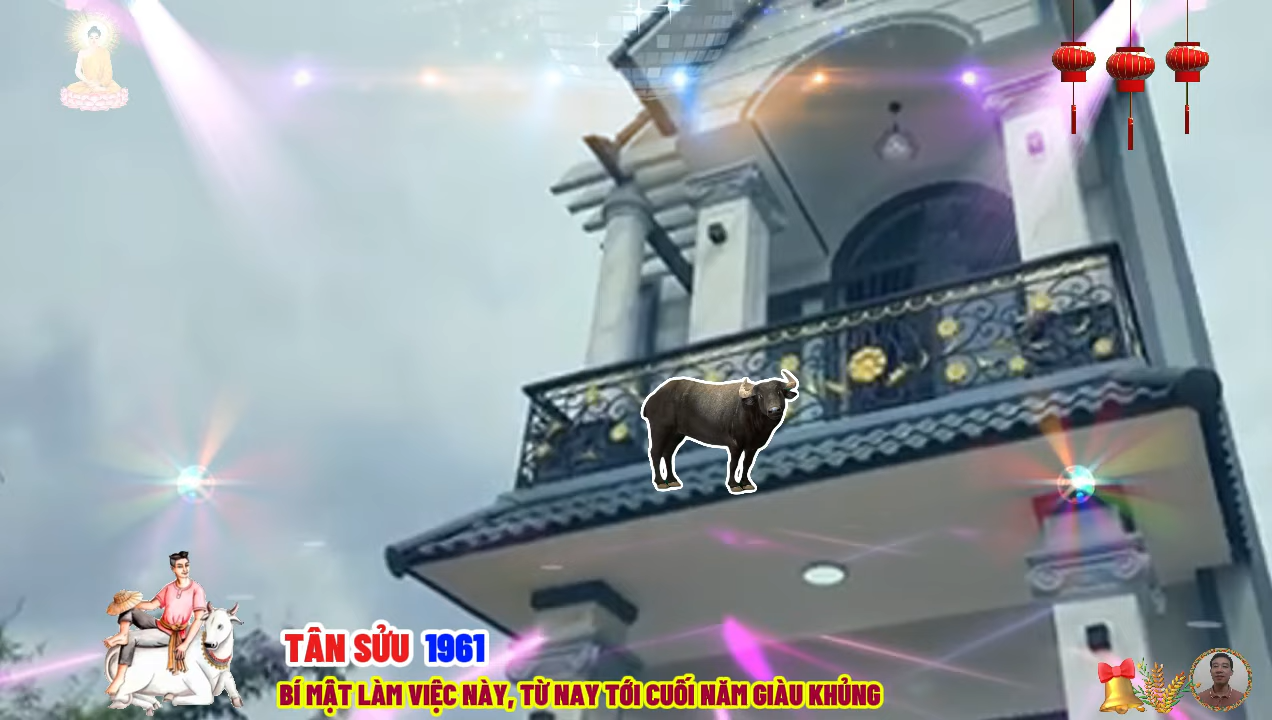 TÂN SỬU 1961
BÍ MẬT LÀM VIỆC NÀY, TỪ NAY TỚI CUỐI NĂM GIÀU KHỦNG